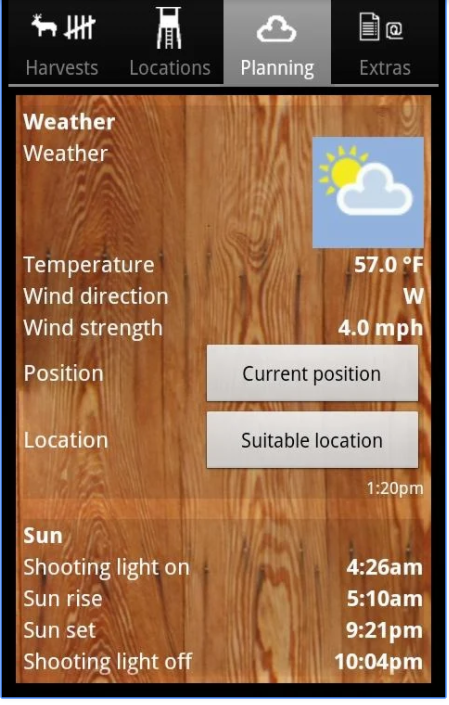 Harvests Locations Planning Extras
Weather
Weather
Temperature 57.0 °F
Wind direction W
Wind strength 4.0 mph
Position Current position
Location Suitable location
1:20pm
Sun
Shooting light on 4:26am
Sun rise 5:10am
Sun set 9:21pm
Shooting light off 10:04pm